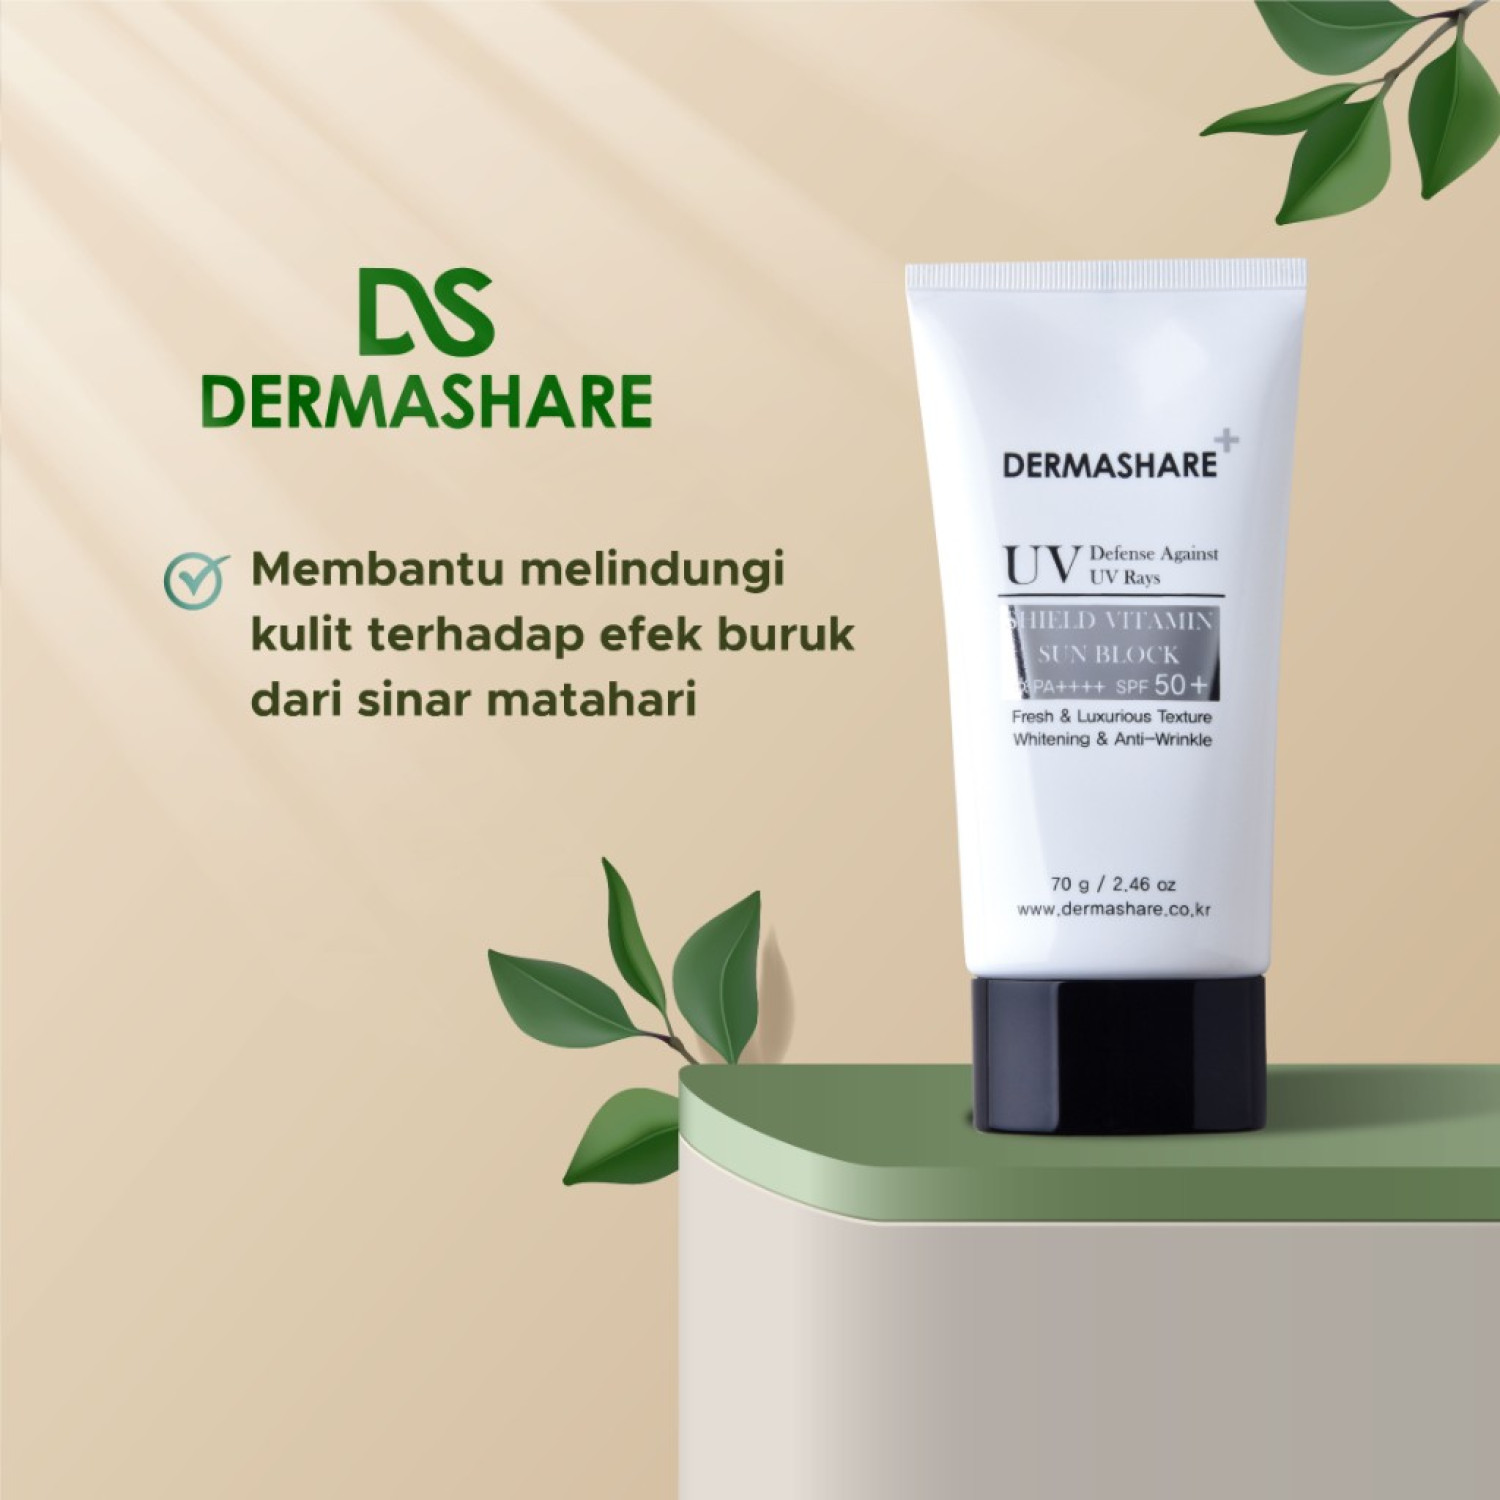 DS
DERMASHARE
Membantu melindungi
kulit terhadap efek buruk
dari sinar matahari
DERMASHARE+
UV Defense Against
UV Rays
SHIELD VITAMIN
SUN BLOCK
PA++++ SPF 50+
Fresh & Luxurious Texture
Whitening & Anti-Wrinkle
70 g / 2.46 oz
www.dermashare.co.kr